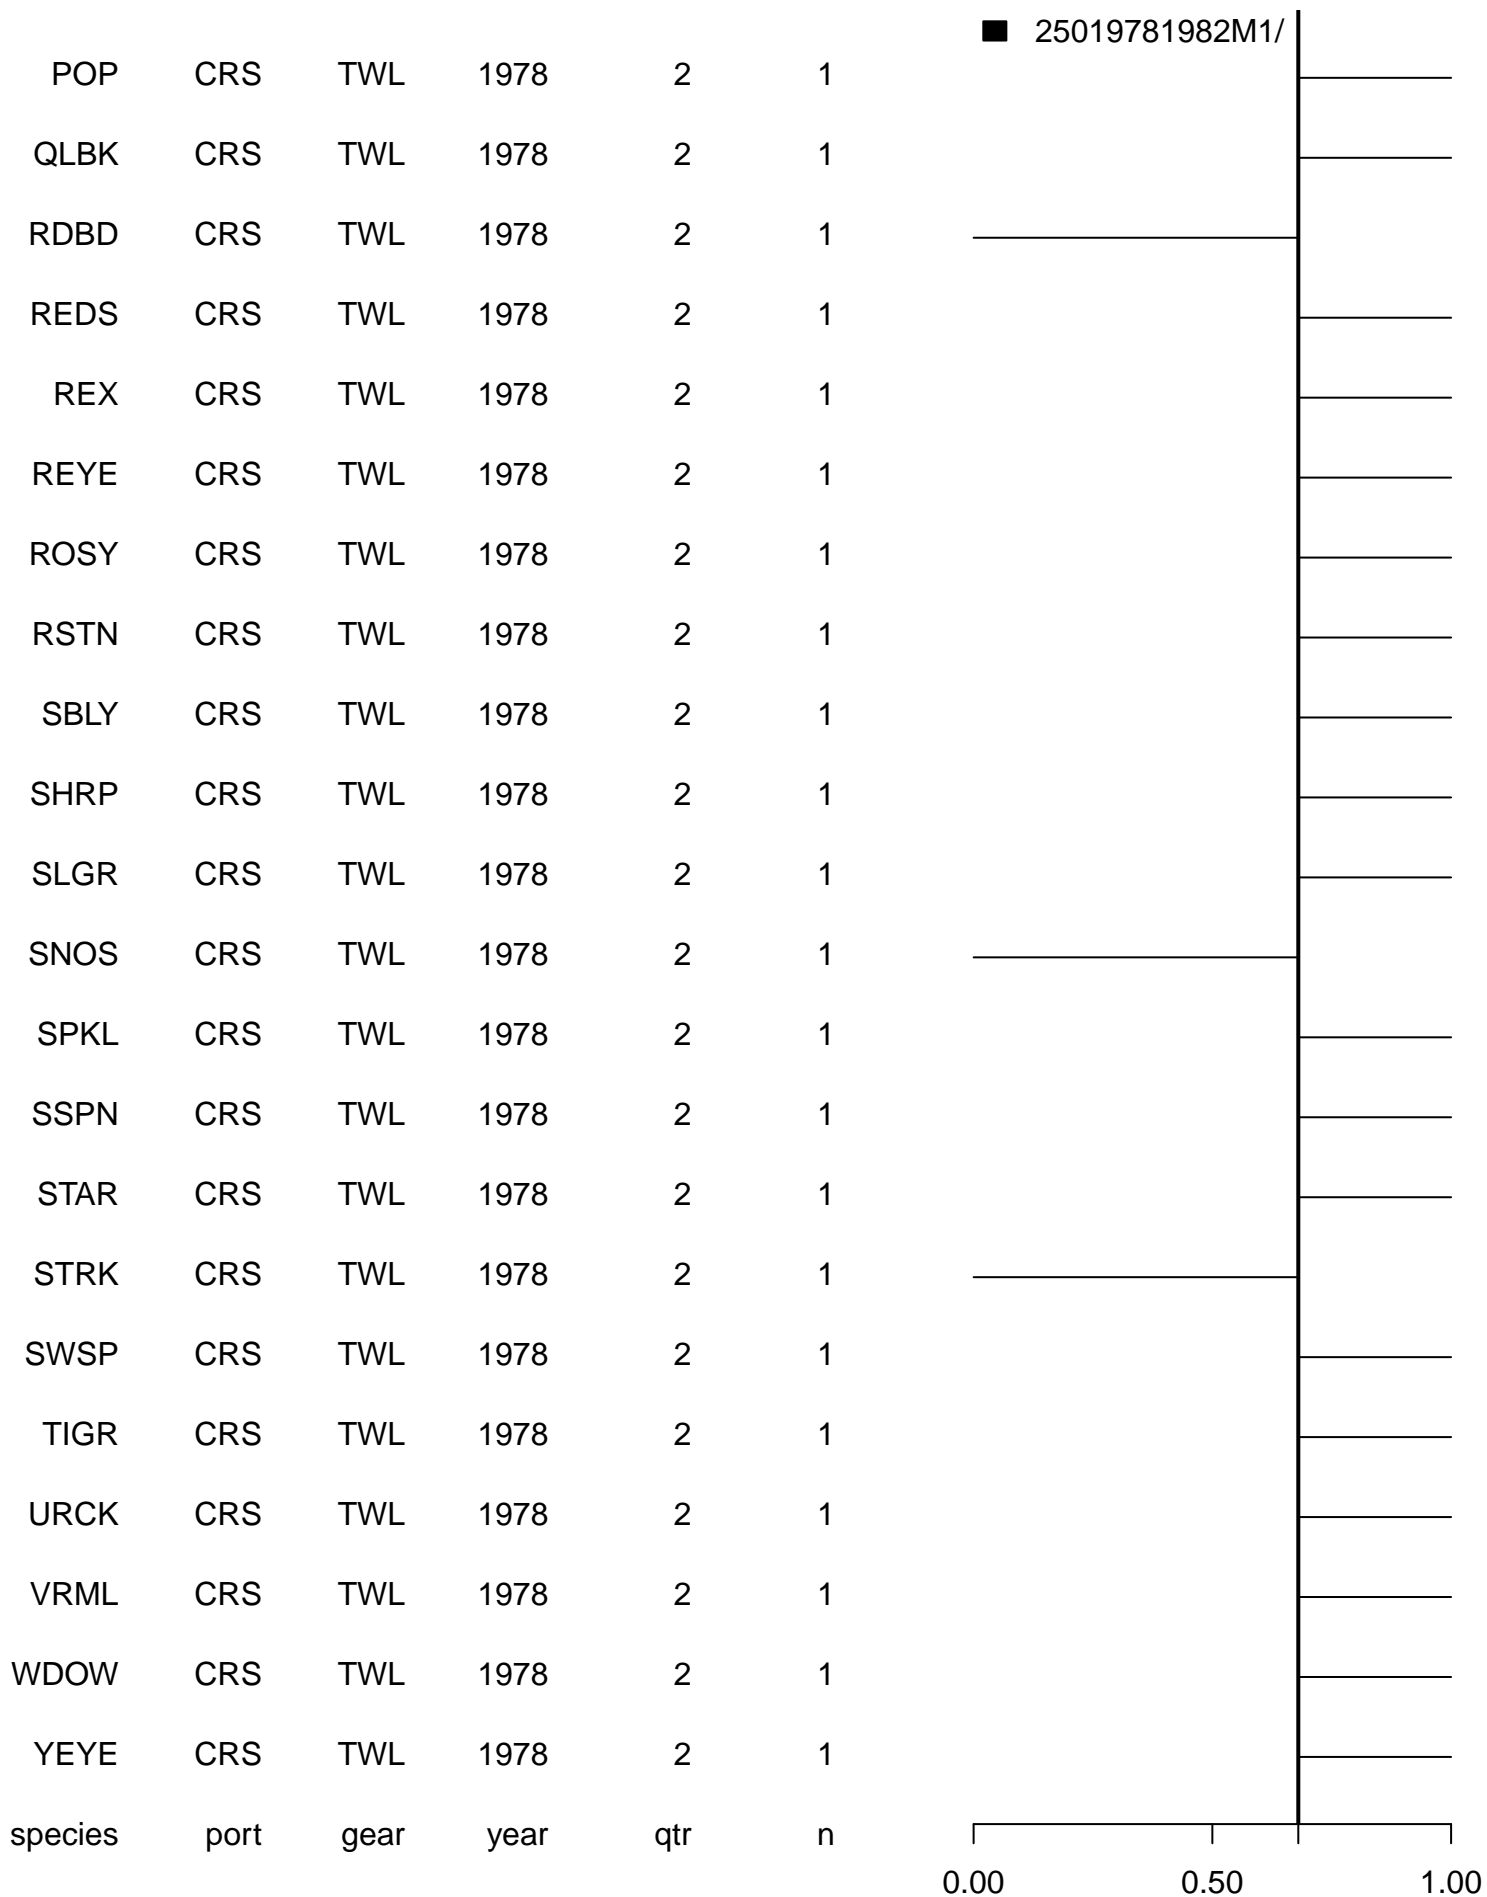 25019781982M1/
POP CRS TWL 1978 2 1
QLBK CRS TWL 1978 2 1
RDBD CRS TWL 1978 2 1
REDS CRS TWL 1978 2 1
REX CRS TWL 1978 2 1
REYE CRS TWL 1978 2 1
ROSY CRS TWL 1978 2 1
RSTN CRS TWL 1978 2 1
SBLY CRS TWL 1978 2 1
SHRP CRS TWL 1978 2 1
SLGR CRS TWL 1978 2 1
SNOS CRS TWL 1978 2 1
SPKL CRS TWL 1978 2 1
SSPN CRS TWL 1978 2 1
STAR CRS TWL 1978 2 1
STRK CRS TWL 1978 2 1
SWSP CRS TWL 1978 2 1
TIGR CRS TWL 1978 2 1
URCK CRS TWL 1978 2 1
VRML CRS TWL 1978 2 1
WDOW CRS TWL 1978 2 1
YEYE CRS TWL 1978 2 1
species port gear year qtr n
0.00 0.50 1.00